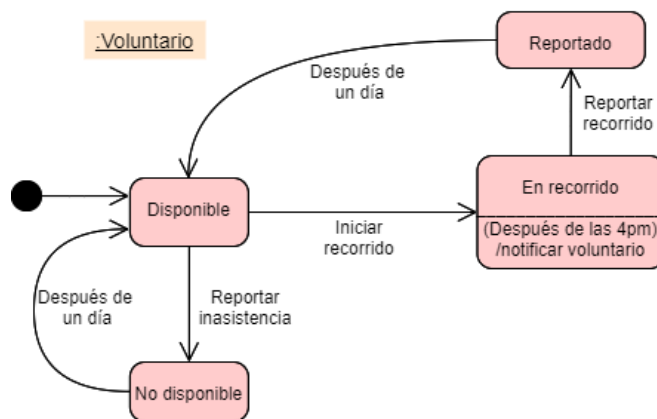 :Voluntario
Reportado
Después de
un día
Reportar
recorrido
En recorrido
(Después de las 4pm)
/notificar voluntario
Disponible
Iniciar
recorrido
Después de
un día
Reportar
inasistencia
No disponible